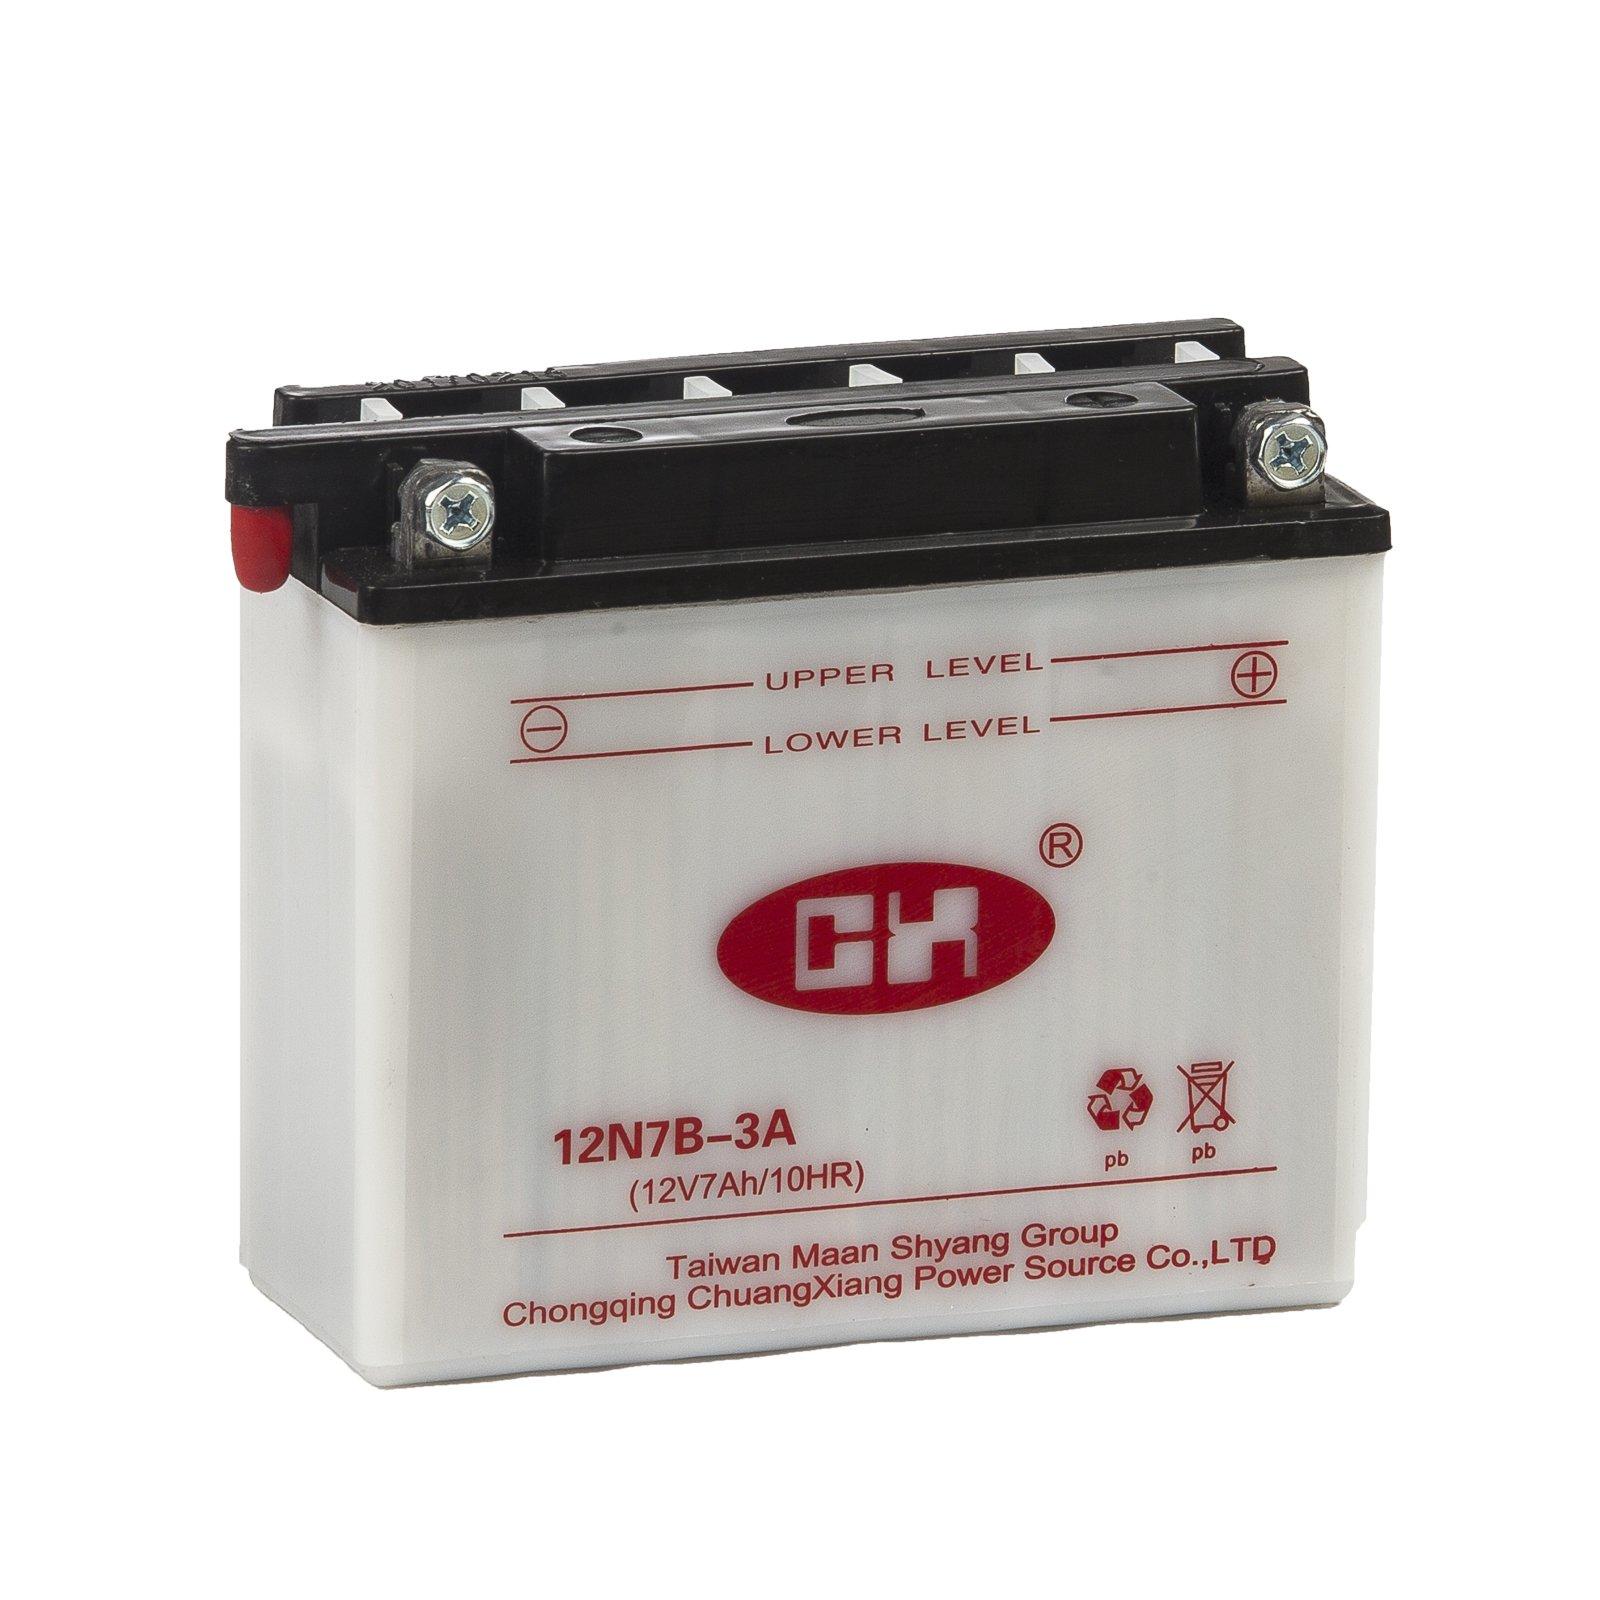 UPPER LEVEL
LOWER LEVEL
®
CX
12N7B-3A
(12V7Ah/10HR)
pb pb
Taiwan Maan Shyang Group
Chongqing ChuangXiang Power Source Co.,LTD